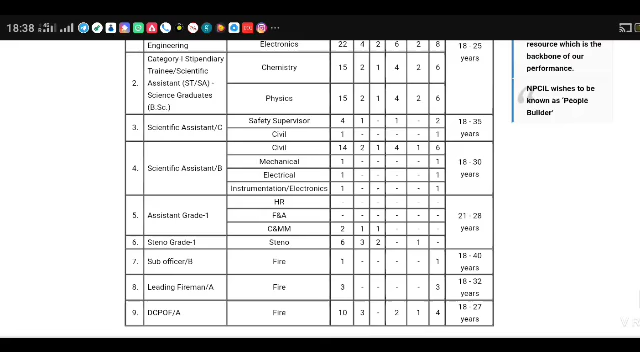 18:38 4G ...
Engineering Electronics 22 4 2 6 2 8 18 - 25 years
2. Category I Stipendiary Trainee/Scientific Assistant (ST/SA) - Science Graduates (B.Sc.)
Chemistry 15 2 1 4 2 6
Physics 15 2 1 4 2 6
3. Scientific Assistant/C
Safety Supervisor 4 1 - 1 - 2 18 - 35 years
Civil 1 - - - - 1
4. Scientific Assistant/B
Civil 14 2 1 4 1 6 18 - 30 years
Mechanical 1 - - - - 1
Electrical 1 - - - - 1
Instrumentation/Electronics 1 - - - - 1
5. Assistant Grade-1
HR - - - - - - 21 - 28 years
F&A - - - - - -
C&MM 2 1 1 - - -
6. Steno Grade-1 Steno 6 3 2 - 1 -
7. Sub officer/B Fire 1 - - - - 1 18 - 40 years
8. Leading Fireman/A Fire 3 - - - - 3 18 - 32 years
9. DCPOF/A Fire 10 3 - 2 1 4 18 - 27 years
resource which is the
backbone of our
performance.
NPCIL wishes to be
known as 'People
Builder'